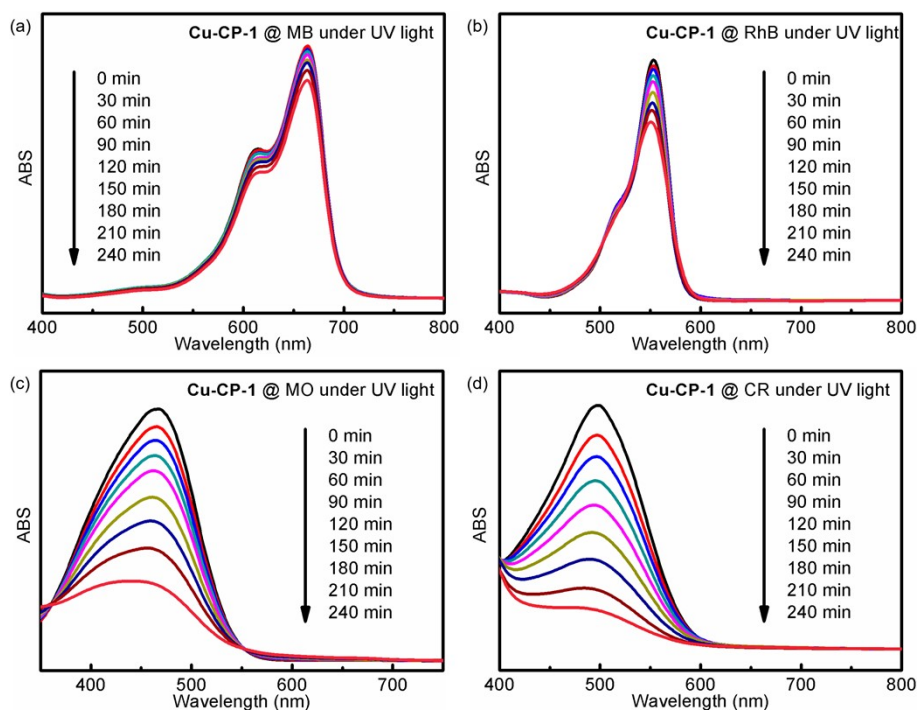 (a)
Cu-CP-1 @ MB under UV light
0 min
30 min
60 min
90 min
120 min
150 min
180 min
210 min
240 min
ABS
400 500 600 700 800
Wavelength (nm)
(b)
Cu-CP-1 @ RhB under UV light
0 min
30 min
60 min
90 min
120 min
150 min
180 min
210 min
240 min
ABS
400 500 600 700 800
Wavelength (nm)
(c)
Cu-CP-1 @ MO under UV light
0 min
30 min
60 min
90 min
120 min
150 min
180 min
210 min
240 min
ABS
400 500 600 700
Wavelength (nm)
(d)
Cu-CP-1 @ CR under UV light
0 min
30 min
60 min
90 min
120 min
150 min
180 min
210 min
240 min
ABS
400 500 600 700 800
Wavelength (nm)